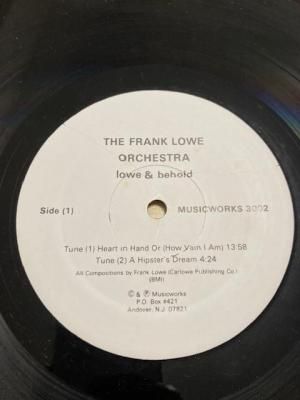 THE FRANK LOWE
ORCHESTRA
lowe & behold
Side (1) MUSICWORKS 3002
Tune (1) Heart in Hand Or (How Vain I Am) 13:58
Tune (2) A Hipster's Dream 4:24
All Compositions by Frank Lowe (Carlowe Publishing Co.)
(BMI)
© & ℗ Musicworks
P.O. Box #421
Andover, N.J. 07821